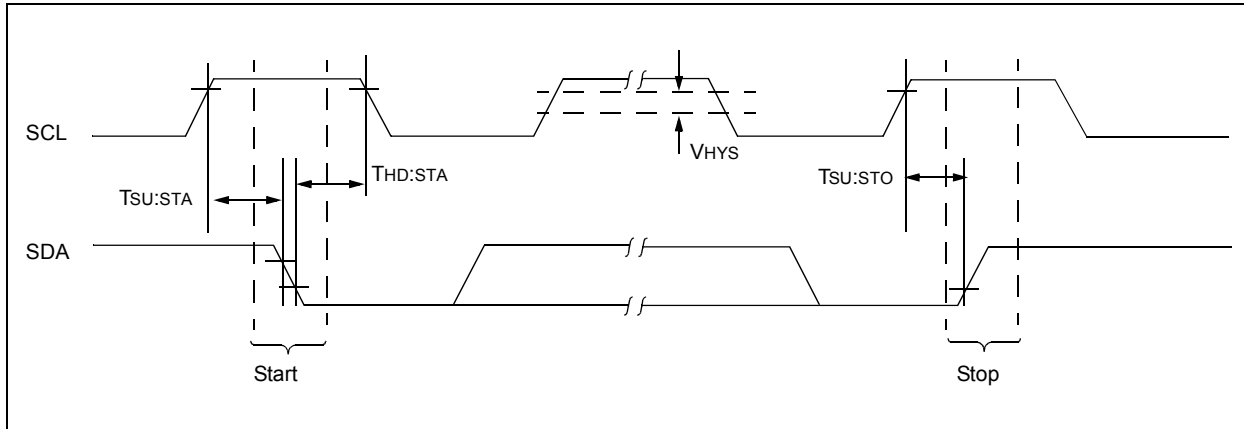 SCL
VHYS
THD:STA
TSU:STO
TSU:STA
SDA
Start
Stop